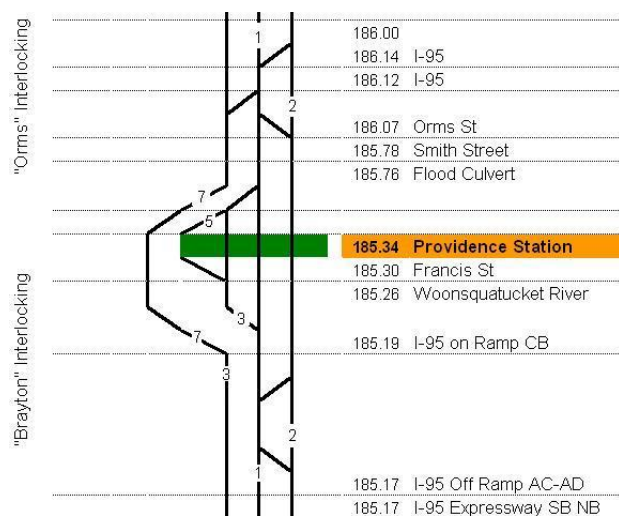 "Orms" Interlocking
"Brayton" Interlocking
1
2
7
5
3
7
3
2
1
186.00
186.14 I-95
186.12 I-95
186.07 Orms St
185.78 Smith Street
185.76 Flood Culvert
185.34 Providence Station
185.30 Francis St
185.26 Woonsquatucket River
185.19 I-95 on Ramp CB
185.17 I-95 Off Ramp AC-AD
185.17 I-95 Expressway SB NB